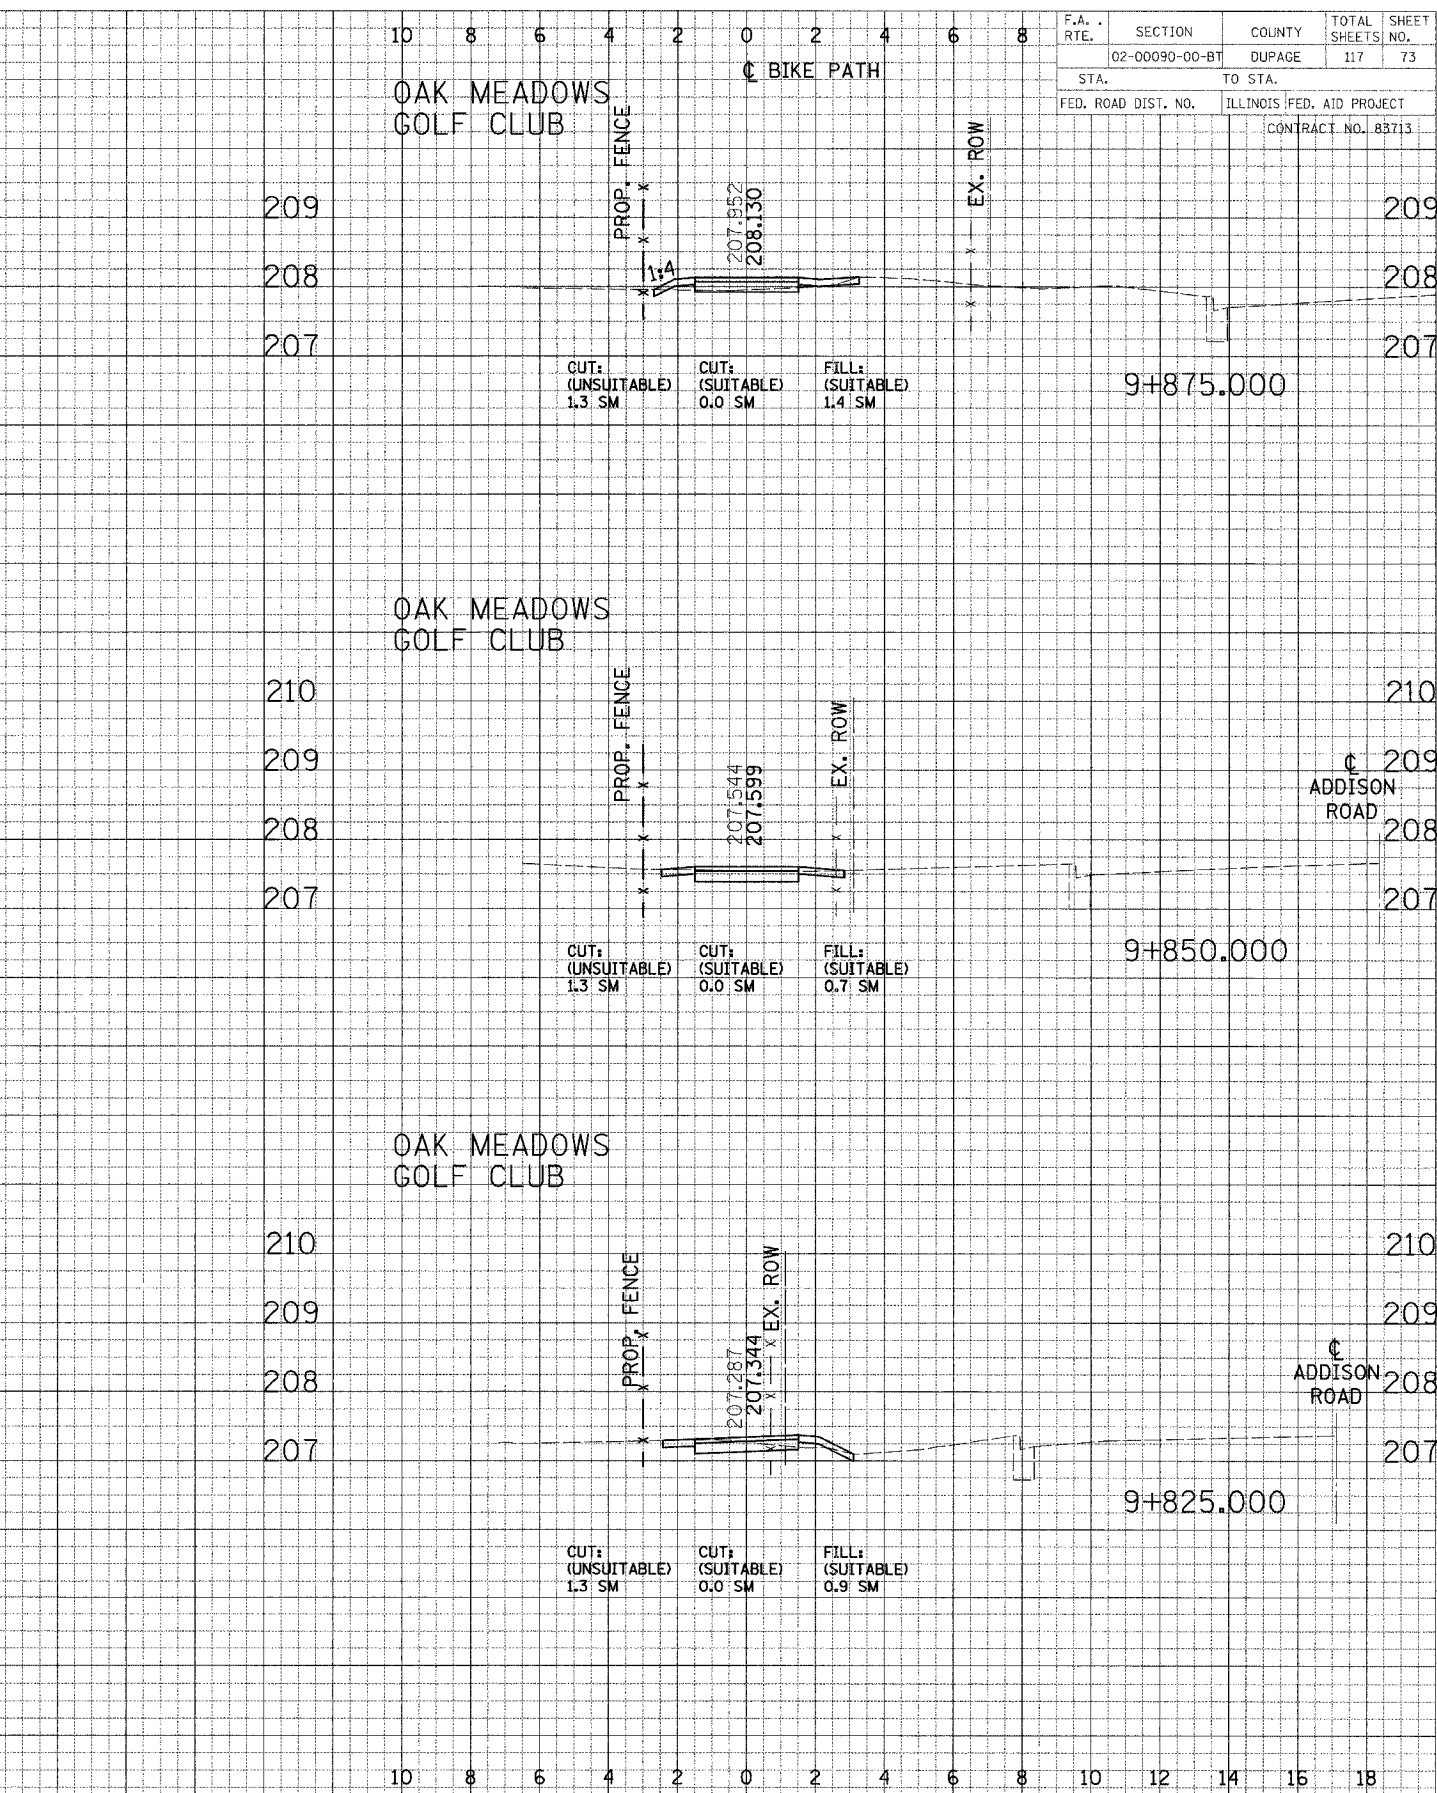 10 8 6 4 2 0 2 4 6 8
F.A. . RTE. SECTION COUNTY TOTAL SHEETS SHEET NO.
02-00090-00-BT DUPAGE 117 73
STA. TO STA.
FED. ROAD DIST. NO. ILLINOIS FED. AID PROJECT
CONTRACT NO. 83713
℄ BIKE PATH
OAK MEADOWS
GOLF CLUB
PROP. FENCE
EX. ROW
207.952
208.130
209 209
208 208
1:4
207 207
CUT:
(UNSUITABLE)
1.3 SM
CUT:
(SUITABLE)
0.0 SM
FILL:
(SUITABLE)
1.4 SM
9+875.000
OAK MEADOWS
GOLF CLUB
PROP. FENCE
EX. ROW
207.544
207.599
210 210
209 209
℄
ADDISON
ROAD
208 208
207 207
CUT:
(UNSUITABLE)
1.3 SM
CUT:
(SUITABLE)
0.0 SM
FILL:
(SUITABLE)
0.7 SM
9+850.000
OAK MEADOWS
GOLF CLUB
PROP. FENCE
EX. ROW
207.287
207.344
210 210
209 209
℄
ADDISON
ROAD
208 208
207 207
9+825.000
CUT:
(UNSUITABLE)
1.3 SM
CUT:
(SUITABLE)
0.0 SM
FILL:
(SUITABLE)
0.9 SM
10 8 6 4 2 0 2 4 6 8 10 12 14 16 18